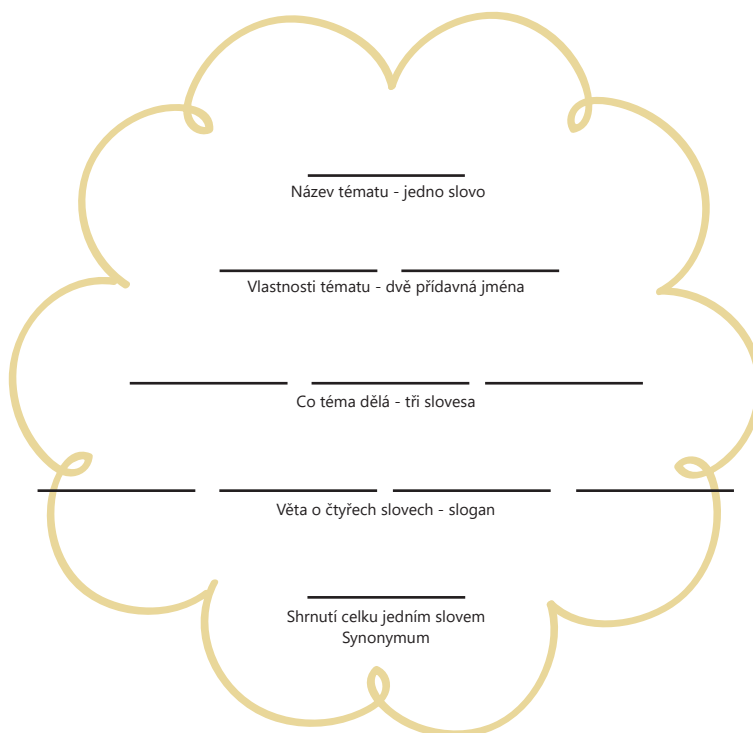 Název tématu - jedno slovo
Vlastnosti tématu - dvě přídavná jména
Co téma dělá - tři slovesa
Věta o čtyřech slovech - slogan
Shrnutí celku jedním slovem
Synonymum